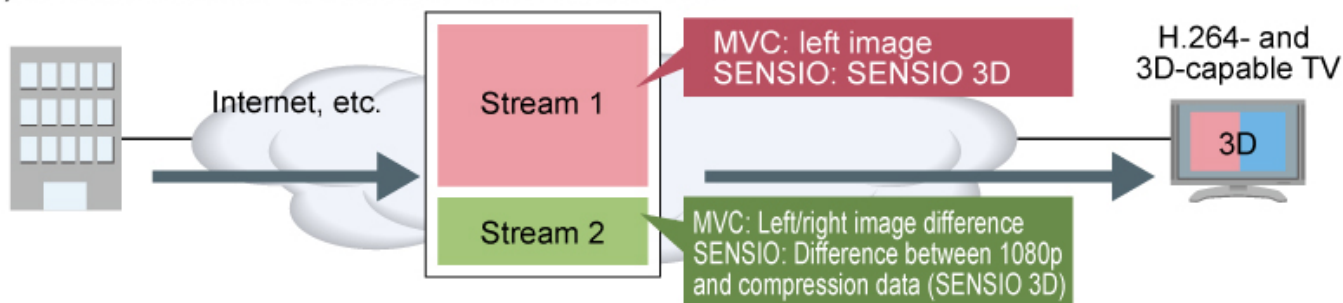 Internet, etc.
Stream 1
MVC: left image
SENSIO: SENSIO 3D
H.264- and
3D-capable TV
3D
Stream 2
MVC: Left/right image difference
SENSIO: Difference between 1080p
and compression data (SENSIO 3D)